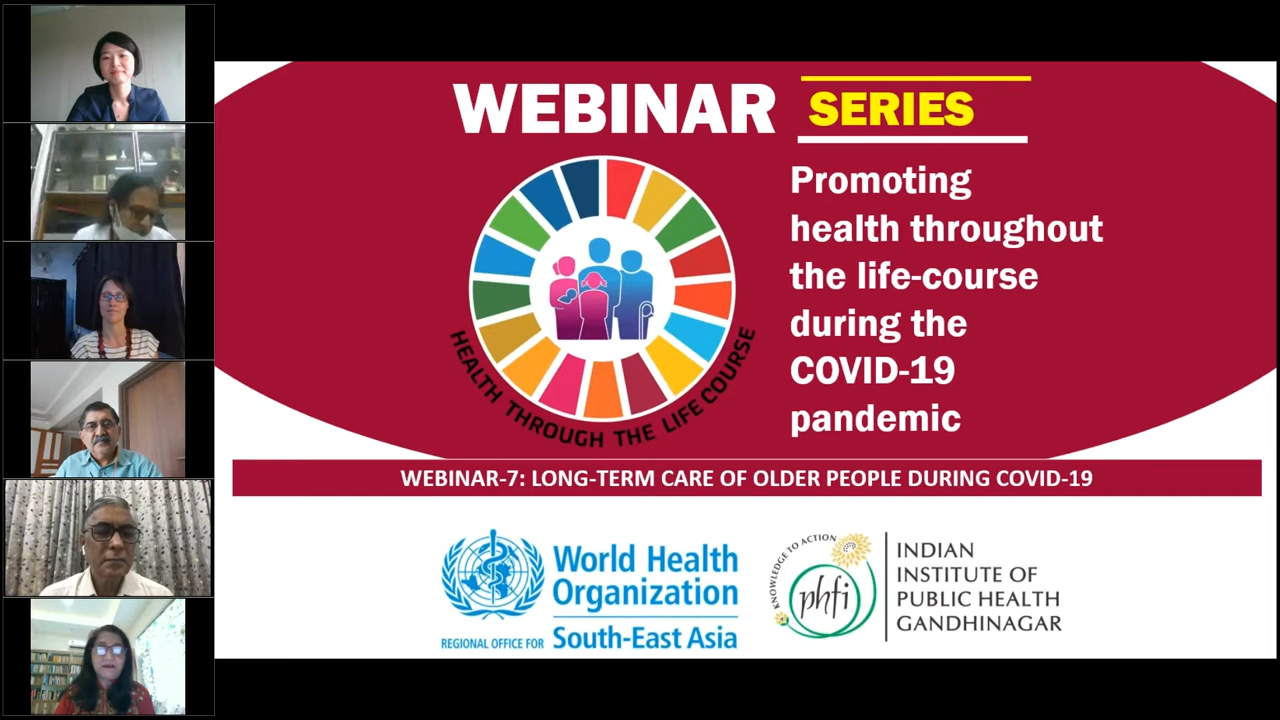 WEBINAR SERIES
Promoting
health throughout
the life-course
during the
COVID-19
pandemic
HEALTH THROUGH THE LIFE COURSE
WEBINAR-7: LONG-TERM CARE OF OLDER PEOPLE DURING COVID-19
World Health
Organization
REGIONAL OFFICE FOR South-East Asia
KNOWLEDGE TO ACTION
phfi
INDIAN
INSTITUTE OF
PUBLIC HEALTH
GANDHINAGAR